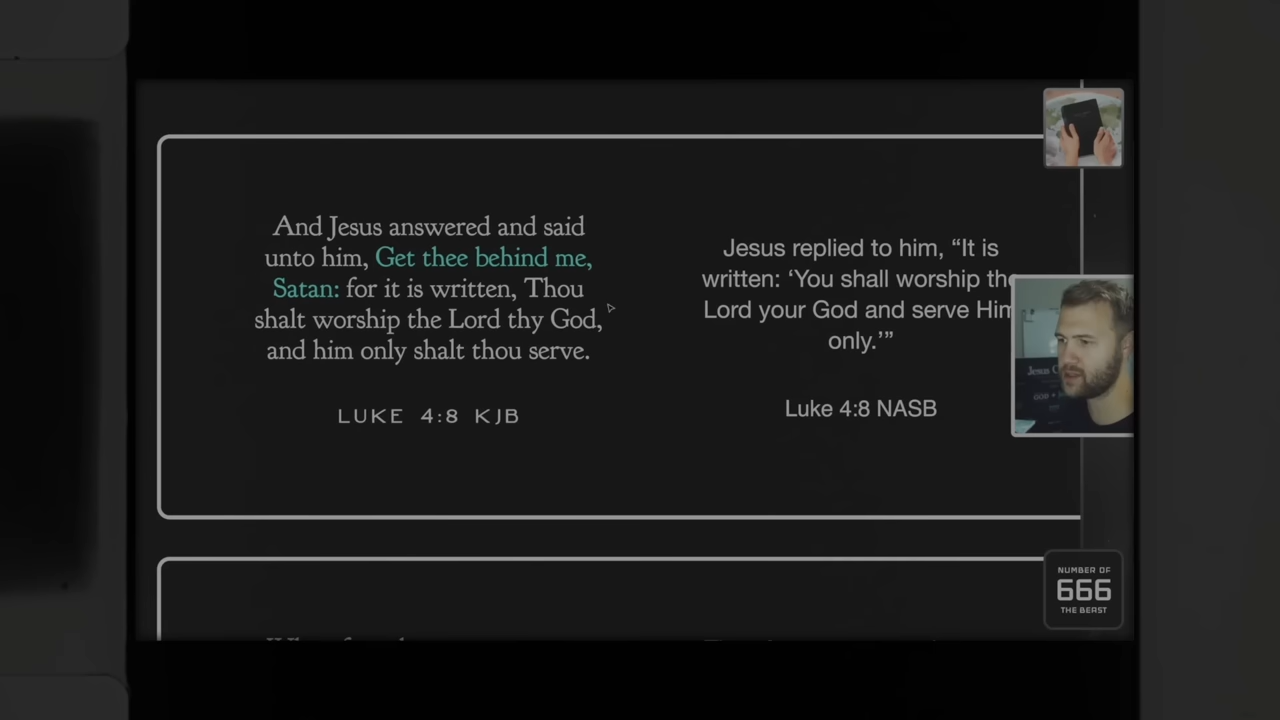 And Jesus answered and said
unto him, Get thee behind me,
Satan: for it is written, Thou
shalt worship the Lord thy God,
and him only shalt thou serve.
LUKE 4:8 KJB
Jesus replied to him, “It is
written: ‘You shall worship the
Lord your God and serve Him
only.’”
Luke 4:8 NASB
Jesus
NUMBER OF
666
THE BEAST